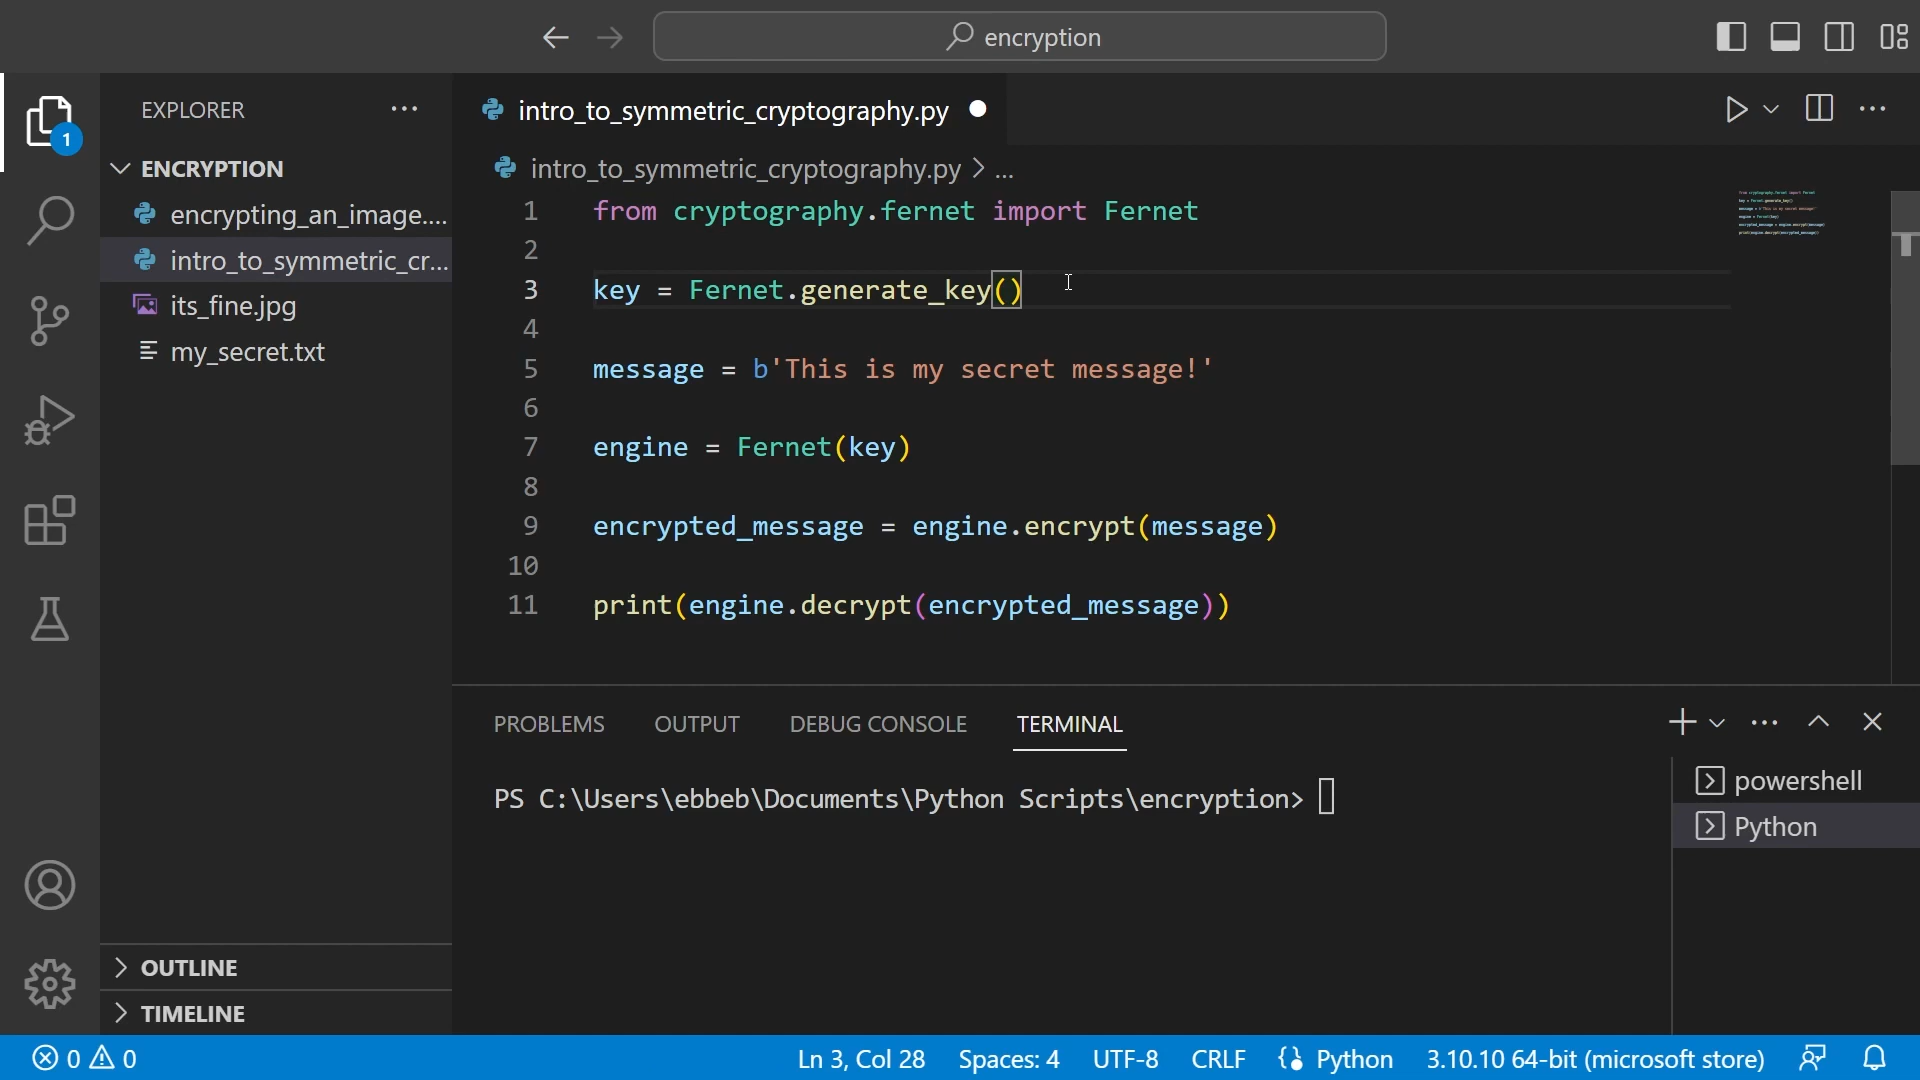 encryption
EXPLORER
ENCRYPTION
encrypting_an_image....
intro_to_symmetric_cr...
its_fine.jpg
my_secret.txt
OUTLINE
TIMELINE
1
intro_to_symmetric_cryptography.py
intro_to_symmetric_cryptography.py > ...
1 from cryptography.fernet import Fernet
2
3 key = Fernet.generate_key()
4
5 message = b'This is my secret message!'
6
7 engine = Fernet(key)
8
9 encrypted_message = engine.encrypt(message)
10
11 print(engine.decrypt(encrypted_message))
PROBLEMS OUTPUT DEBUG CONSOLE TERMINAL
PS C:\Users\ebbeb\Documents\Python Scripts\encryption>
powershell
Python
0 0 Ln 3, Col 28 Spaces: 4 UTF-8 CRLF Python 3.10.10 64-bit (microsoft store)